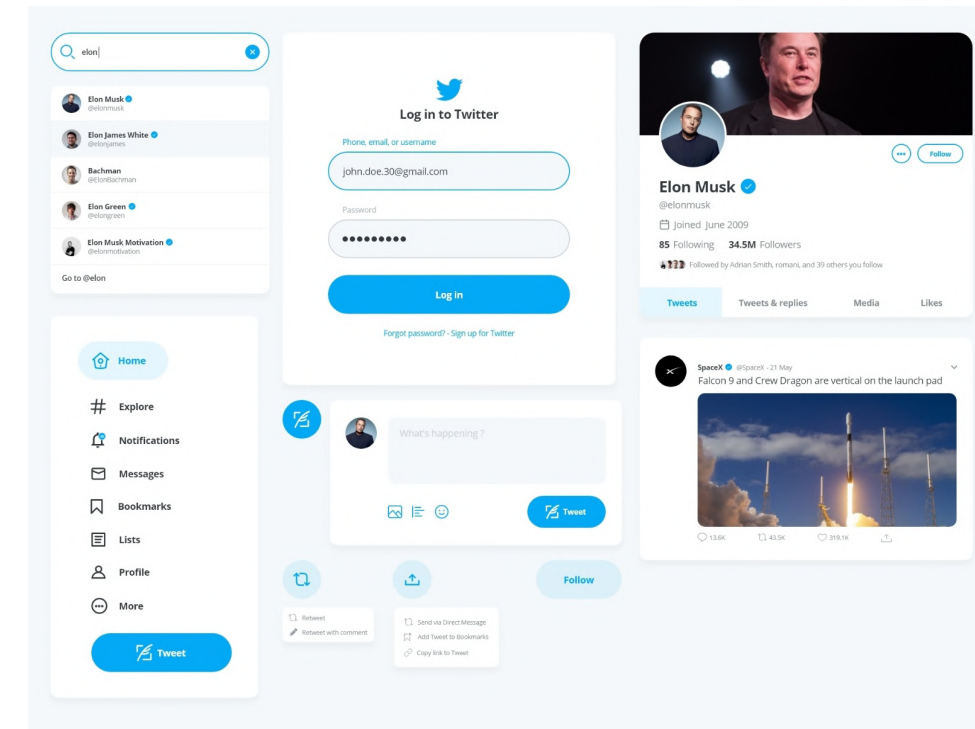 elon
Elon Musk
@elonmusk
Elon James White
@elonjames
Bachman
@ElonBachman
Elon Green
@elongreen
Elon Musk Motivation
@elonmotivation
Go to @elon
Home
Explore
Notifications
Messages
Bookmarks
Lists
Profile
More
Tweet
Log in to Twitter
Phone, email, or username
john.doe.30@gmail.com
Password
Log in
Forgot password? - Sign up for Twitter
What's happening ?
Tweet
Retweet
Retweet with comment
Send via Direct Message
Add Tweet to Bookmarks
Copy link to Tweet
Follow
Follow
Elon Musk
@elonmusk
Joined June 2009
85 Following 34.5M Followers
Followed by Adrian Smith, romani, and 39 others you follow
Tweets Tweets & replies Media Likes
SpaceX @SpaceX - 21 May
Falcon 9 and Crew Dragon are vertical on the launch pad
13.6K 43.5K 319.1K